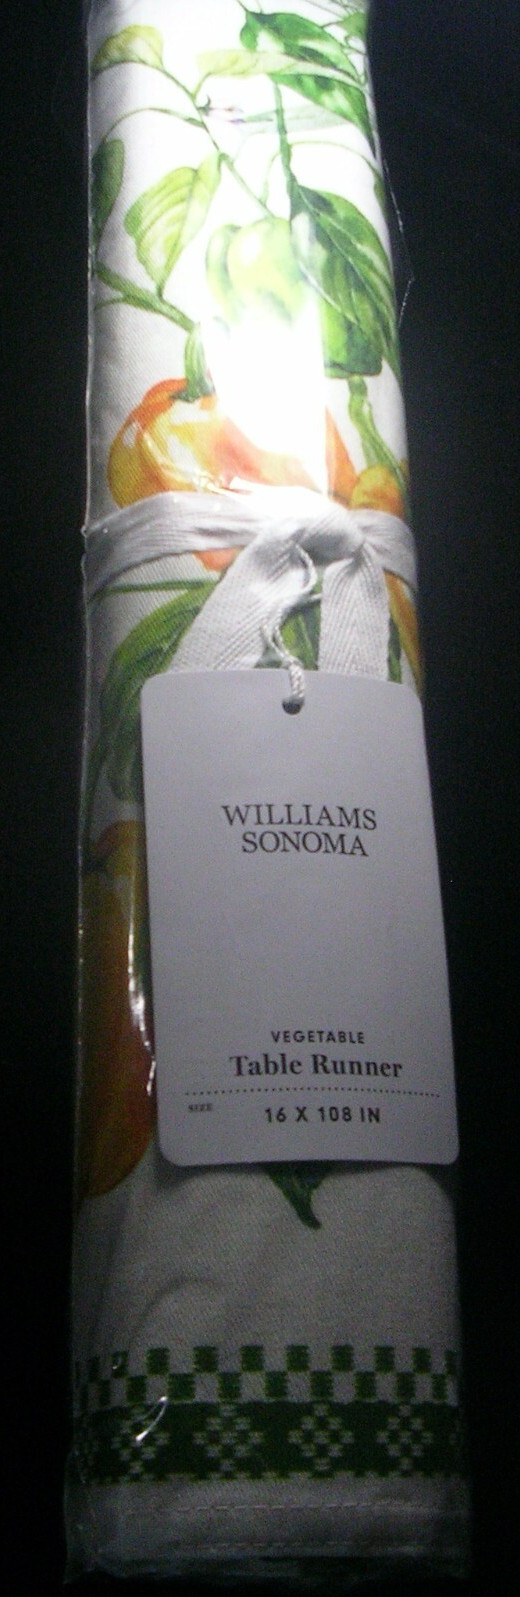 WILLIAMS
SONOMA
VEGETABLE
Table Runner
SIZE
16 X 108 IN